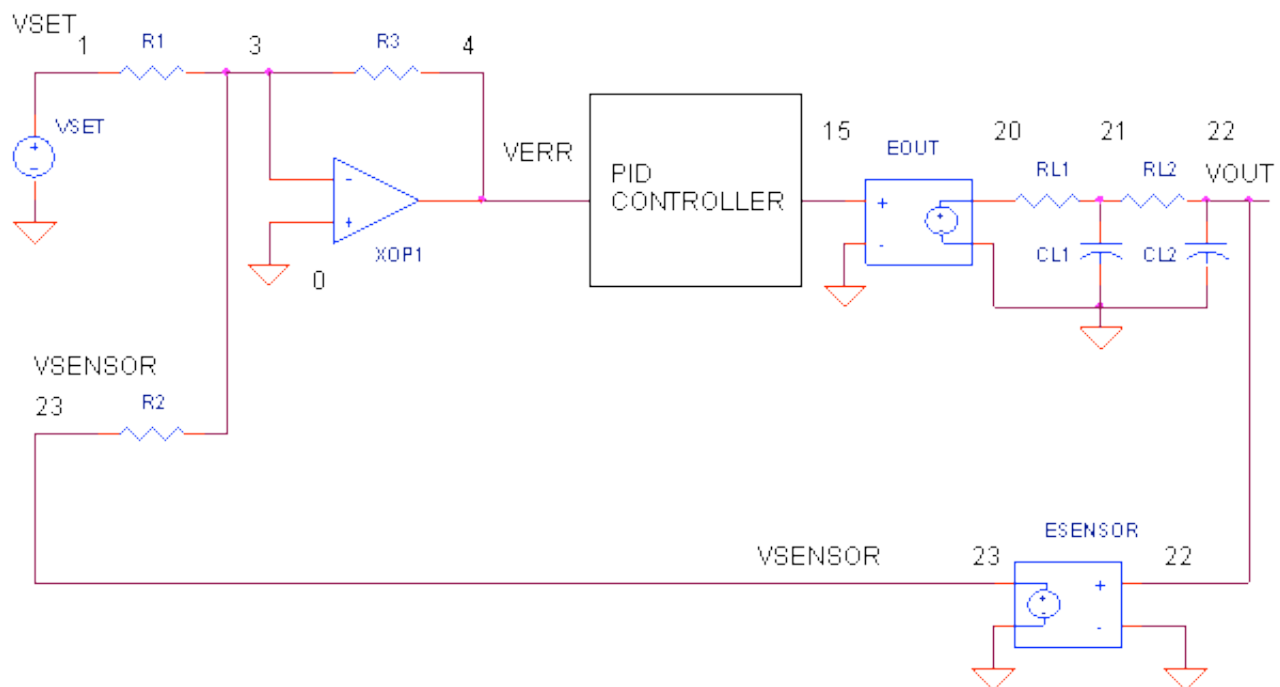 VSET
1 R1 3 R3 4
VSET
VERR
PID
CONTROLLER
15 EOUT 20 21 22
RL1 RL2 VOUT
+ -
- +
XOP1
0
+ -
+ -
CL1 CL2
VSENSOR
23 R2
ESENSOR
VSENSOR 23 22
+ -
+ -